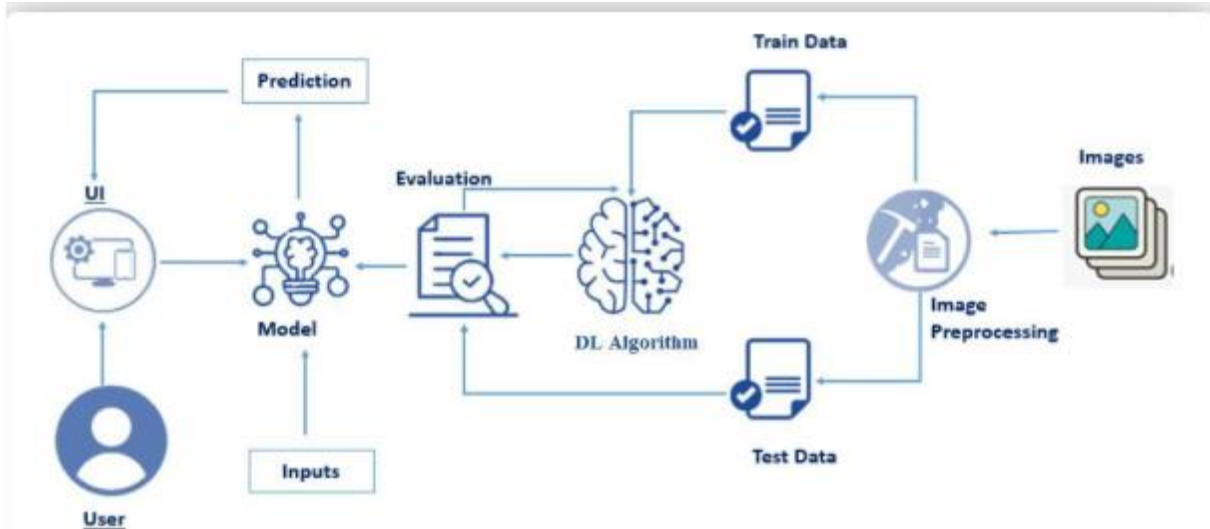 Train Data
Prediction
Images
Evaluation
UI
Image
Preprocessing
Model
DL Algorithm
Test Data
Inputs
User